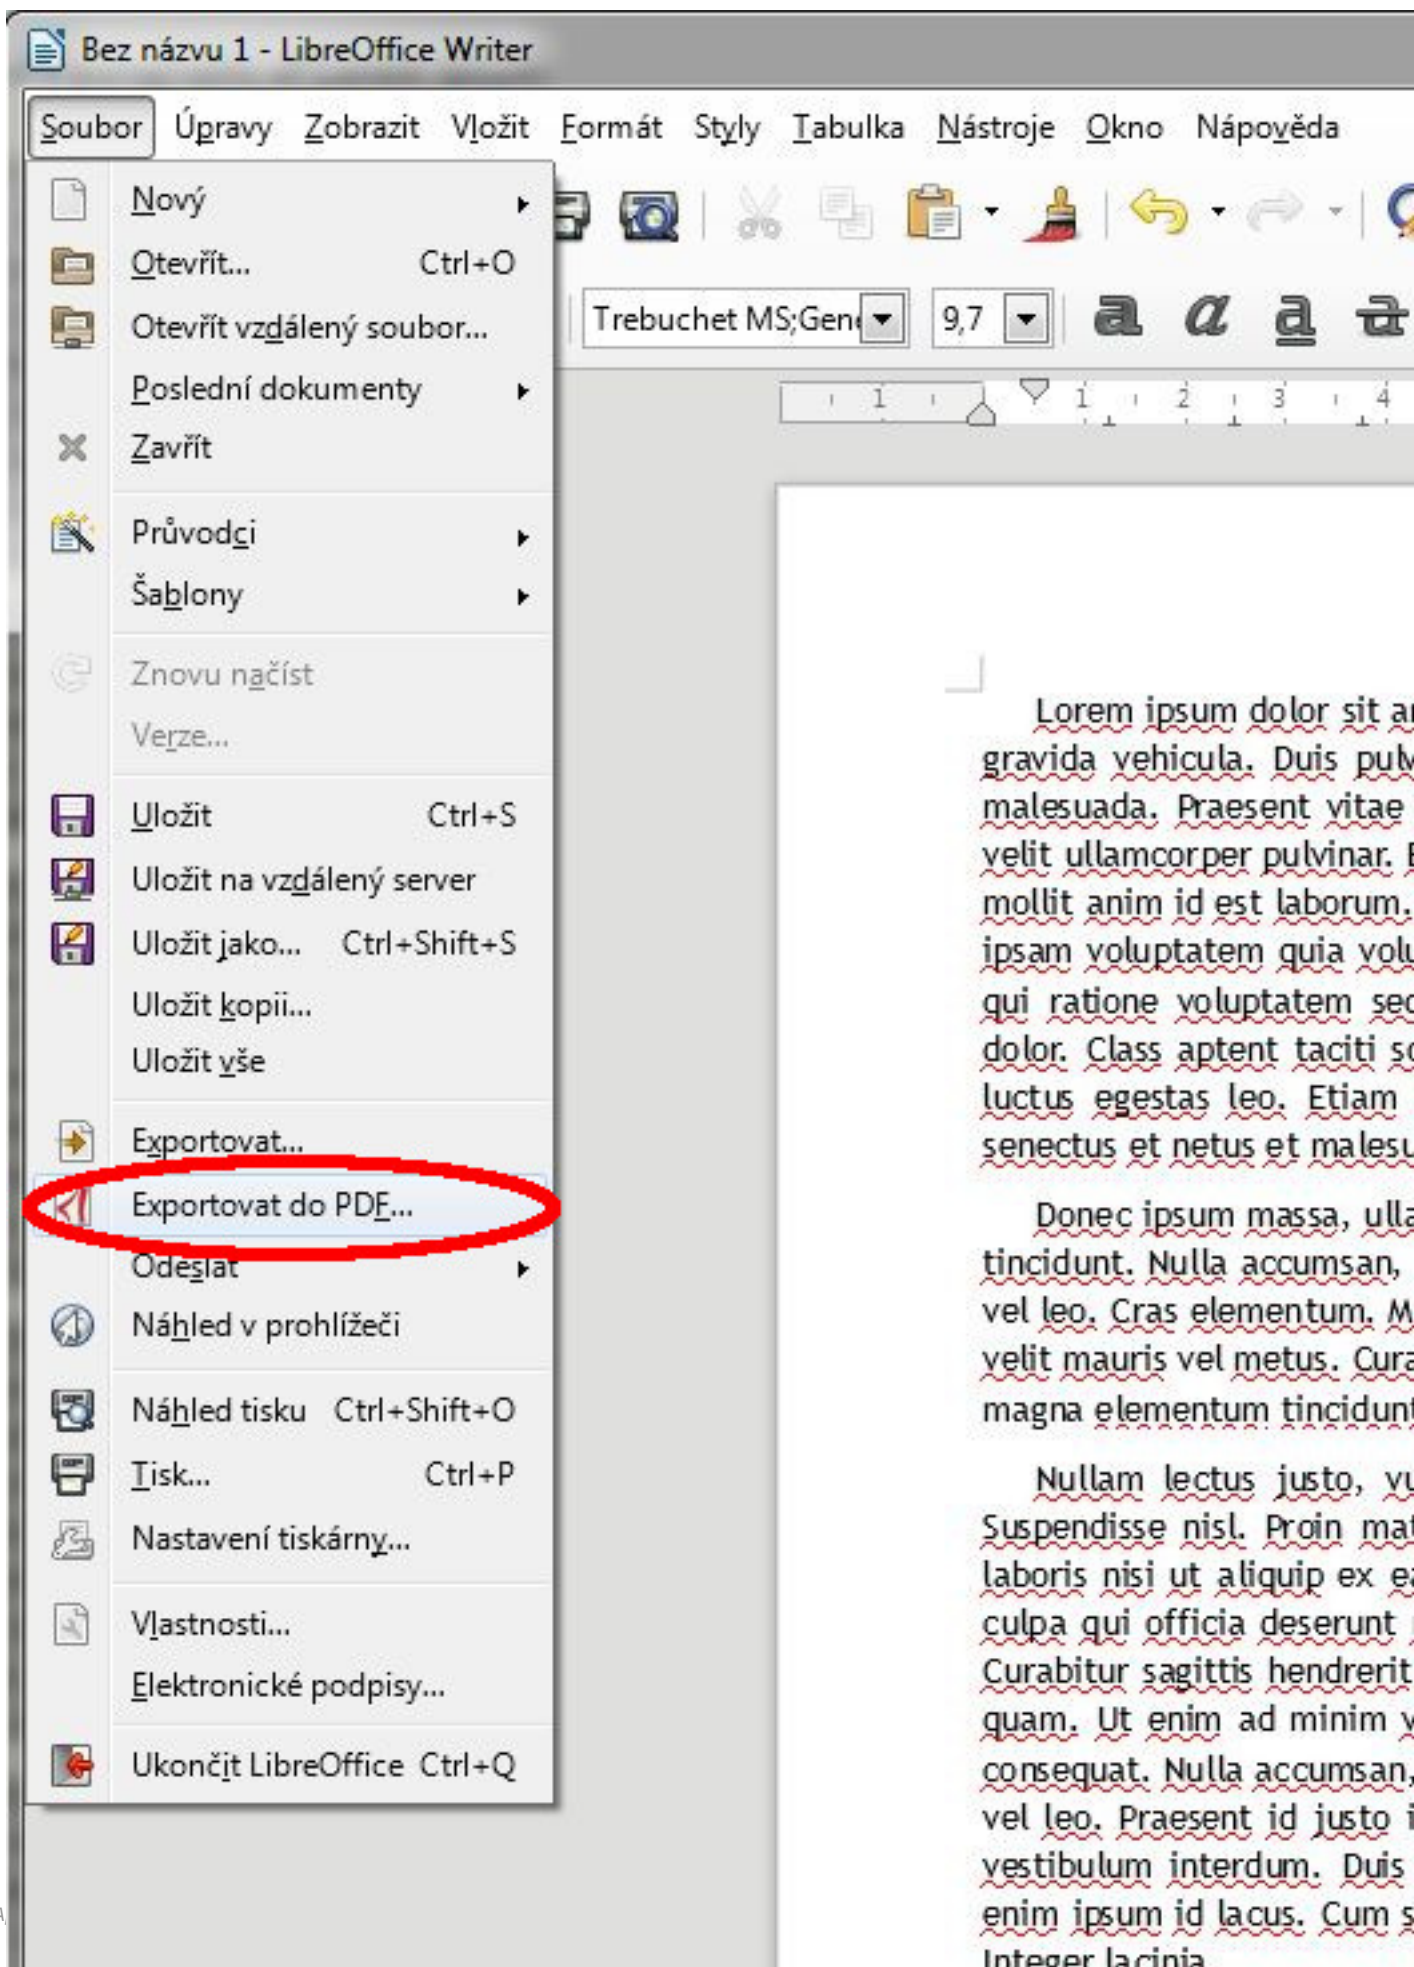 Bez názvu 1 - LibreOffice Writer
Soubor Úpravy Zobrazit Vložit Formát Styly Tabulka Nástroje Okno Nápověda
Nový
Otevřít... Ctrl+O
Otevřít vzdálený soubor...
Poslední dokumenty
Zavřít
Průvodci
Šablony
Znovu načíst
Verze...
Uložit Ctrl+S
Uložit na vzdálený server
Uložit jako... Ctrl+Shift+S
Uložit kopii...
Uložit vše
Exportovat...
Exportovat do PDF...
Odeslat
Náhled v prohlížeči
Náhled tisku Ctrl+Shift+O
Tisk... Ctrl+P
Nastavení tiskárny...
Vlastnosti...
Elektronické podpisy...
Ukončit LibreOffice Ctrl+Q
Trebuchet MS;Gen 9,7 a a a a
1 1 2 3 4
Lorem ipsum dolor sit
gravida vehicula. Duis
malesuada. Praesent vitae
velit ullamcorper pulvinar.
mollit anim id est laborum.
ipsam voluptatem quia
qui ratione voluptatem
dolor. Class aptent taciti
luctus egestas leo. Etiam
senectus et netus et
Donec ipsum massa,
tincidunt. Nulla accumsan,
vel leo. Cras elementum.
velit mauris vel metus.
magna elementum tincidunt
Nullam lectus justo,
Suspendisse nisl. Proin
laboris nisi ut aliquip ex
culpa qui officia deserunt
Curabitur sagittis hendrerit
quam. Ut enim ad minim
consequat. Nulla accumsan,
vel leo. Praesent id justo
vestibulum interdum. Duis
enim ipsum id lacus. Cum
Integer lacinia